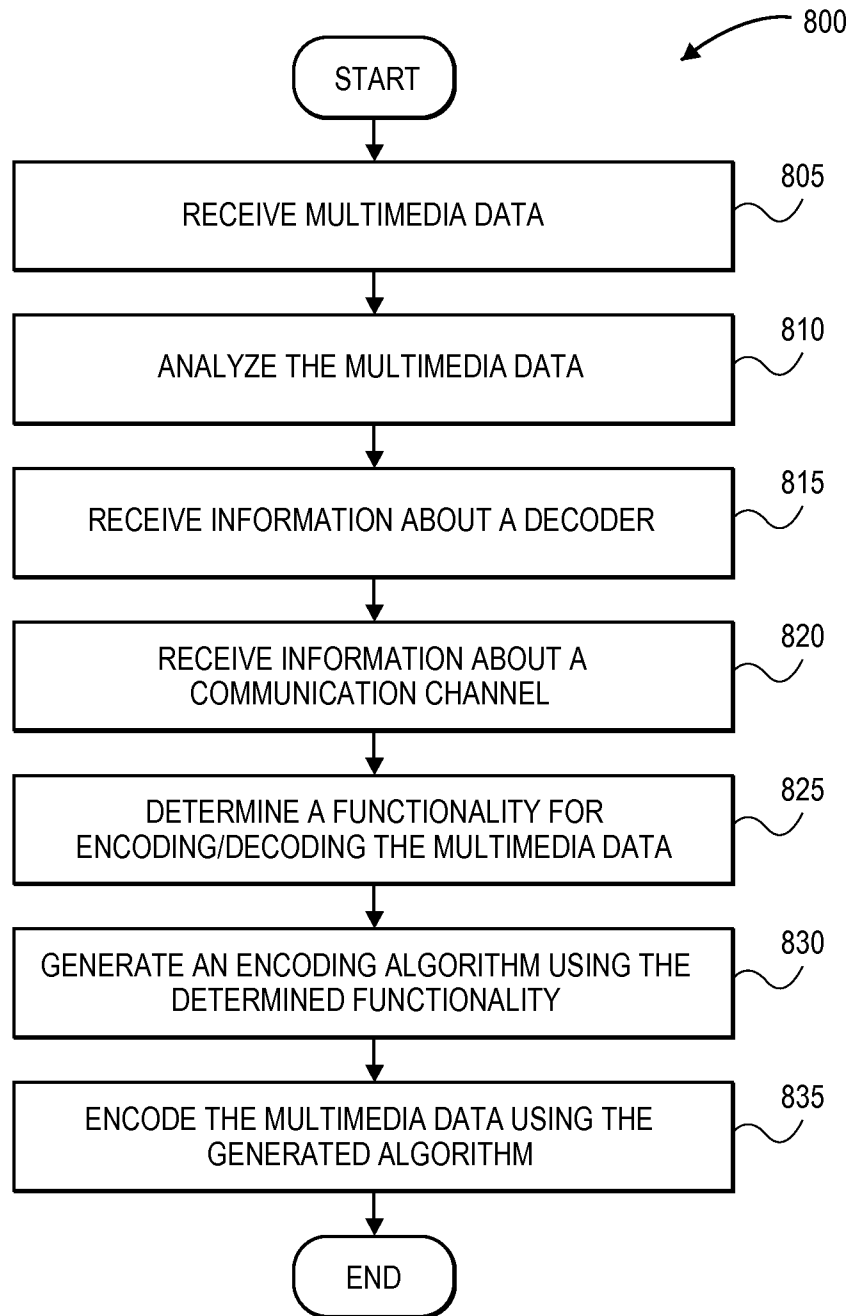 800
START
805
RECEIVE MULTIMEDIA DATA
810
ANALYZE THE MULTIMEDIA DATA
815
RECEIVE INFORMATION ABOUT A DECODER
820
RECEIVE INFORMATION ABOUT A
COMMUNICATION CHANNEL
825
DETERMINE A FUNCTIONALITY FOR
ENCODING/DECODING THE MULTIMEDIA DATA
830
GENERATE AN ENCODING ALGORITHM USING THE
DETERMINED FUNCTIONALITY
835
ENCODE THE MULTIMEDIA DATA USING THE
GENERATED ALGORITHM
END